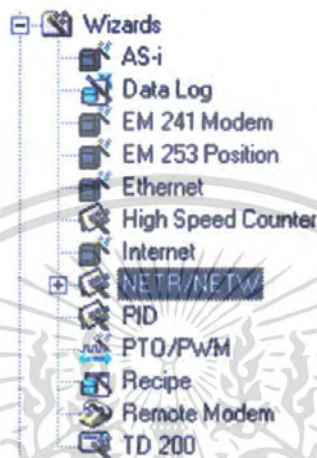 Wizards
AS-i
Data Log
EM 241 Modem
EM 253 Position
Ethernet
High Speed Counter
Internet
NETR/NETW
PID
PTO/PWM
Recipe
Remote Modem
TD 200